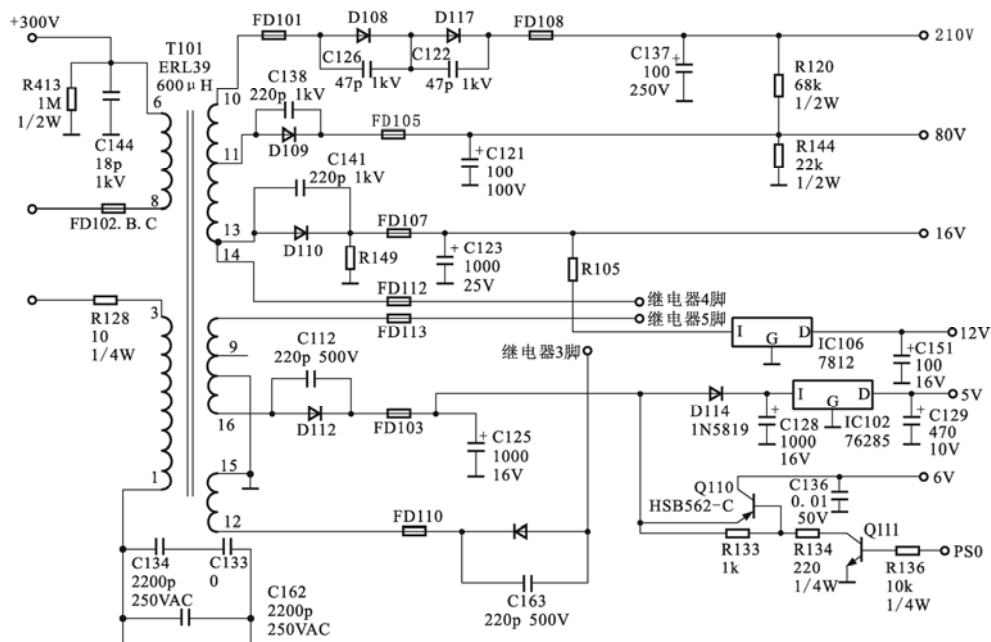 +300V
T101
ERL39
600μH
R413
1M
1/2W
C144
18p
1kV
6
8
FD102. B. C
FD101
D108
D117
FD108
C126
47p 1kV
C122
47p 1kV
C138
220p 1kV
10
11
D109
FD105
C137
100
250V
+
R120
68k
1/2W
210V
80V
+
C121
100
100V
R144
22k
1/2W
C141
220p 1kV
13
14
D110
FD107
R149
+
C123
1000
25V
R105
16V
FD112
继电器4脚
FD113
继电器5脚
继电器3脚
R128
10
1/4W
3
1
9
16
15
12
C112
220p 500V
D112
FD103
+
C125
1000
16V
I
G
D
IC106
7812
12V
+
C151
100
16V
D114
1N5819
+
C128
1000
16V
I
G
D
IC102
76285
5V
+
C129
470
10V
6V
Q110
HSB562-C
C136
0. 01
50V
R133
1k
R134
220
1/4W
Q111
R136
10k
1/4W
PS0
FD110
C163
220p 500V
C134
2200p
250VAC
C133
0
C162
2200p
250VAC